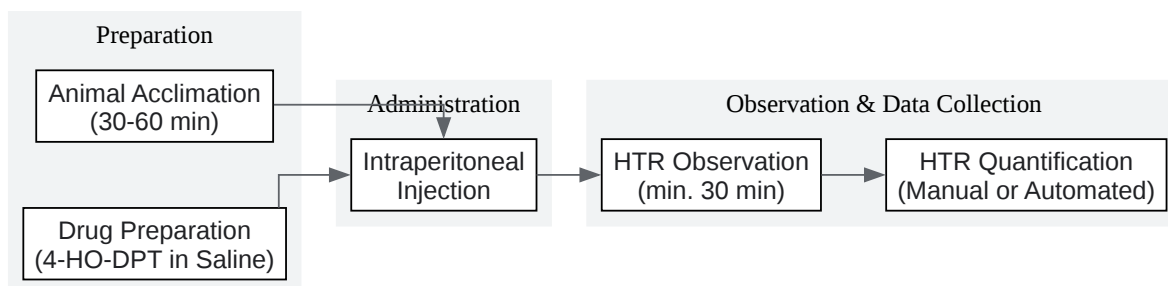 Preparation
Animal Acclimation
(30-60 min)
Drug Preparation
(4-HO-DPT in Saline)
Administration
Intraperitoneal
Injection
Observation & Data Collection
HTR Observation
(min. 30 min)
HTR Quantification
(Manual or Automated)